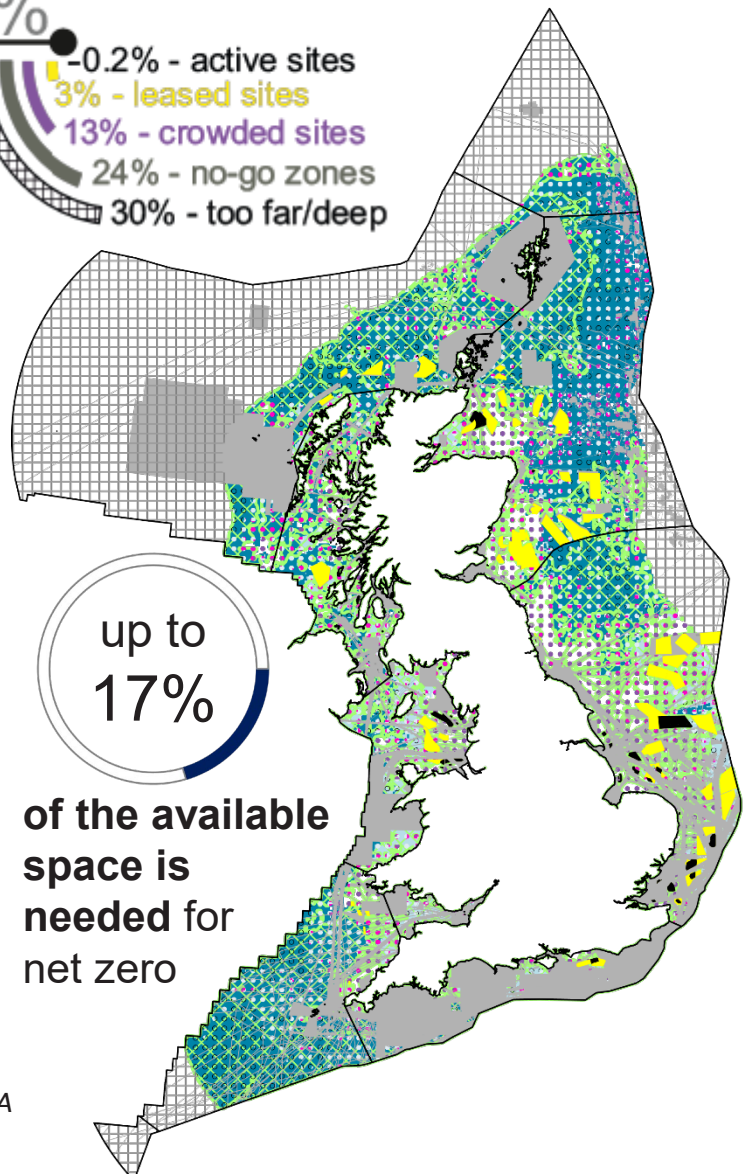 %
-0.2% - active sites
3% - leased sites
13% - crowded sites
24% - no-go zones
30% - too far/deep
up to
17%
of the available
space is
needed for
net zero
A